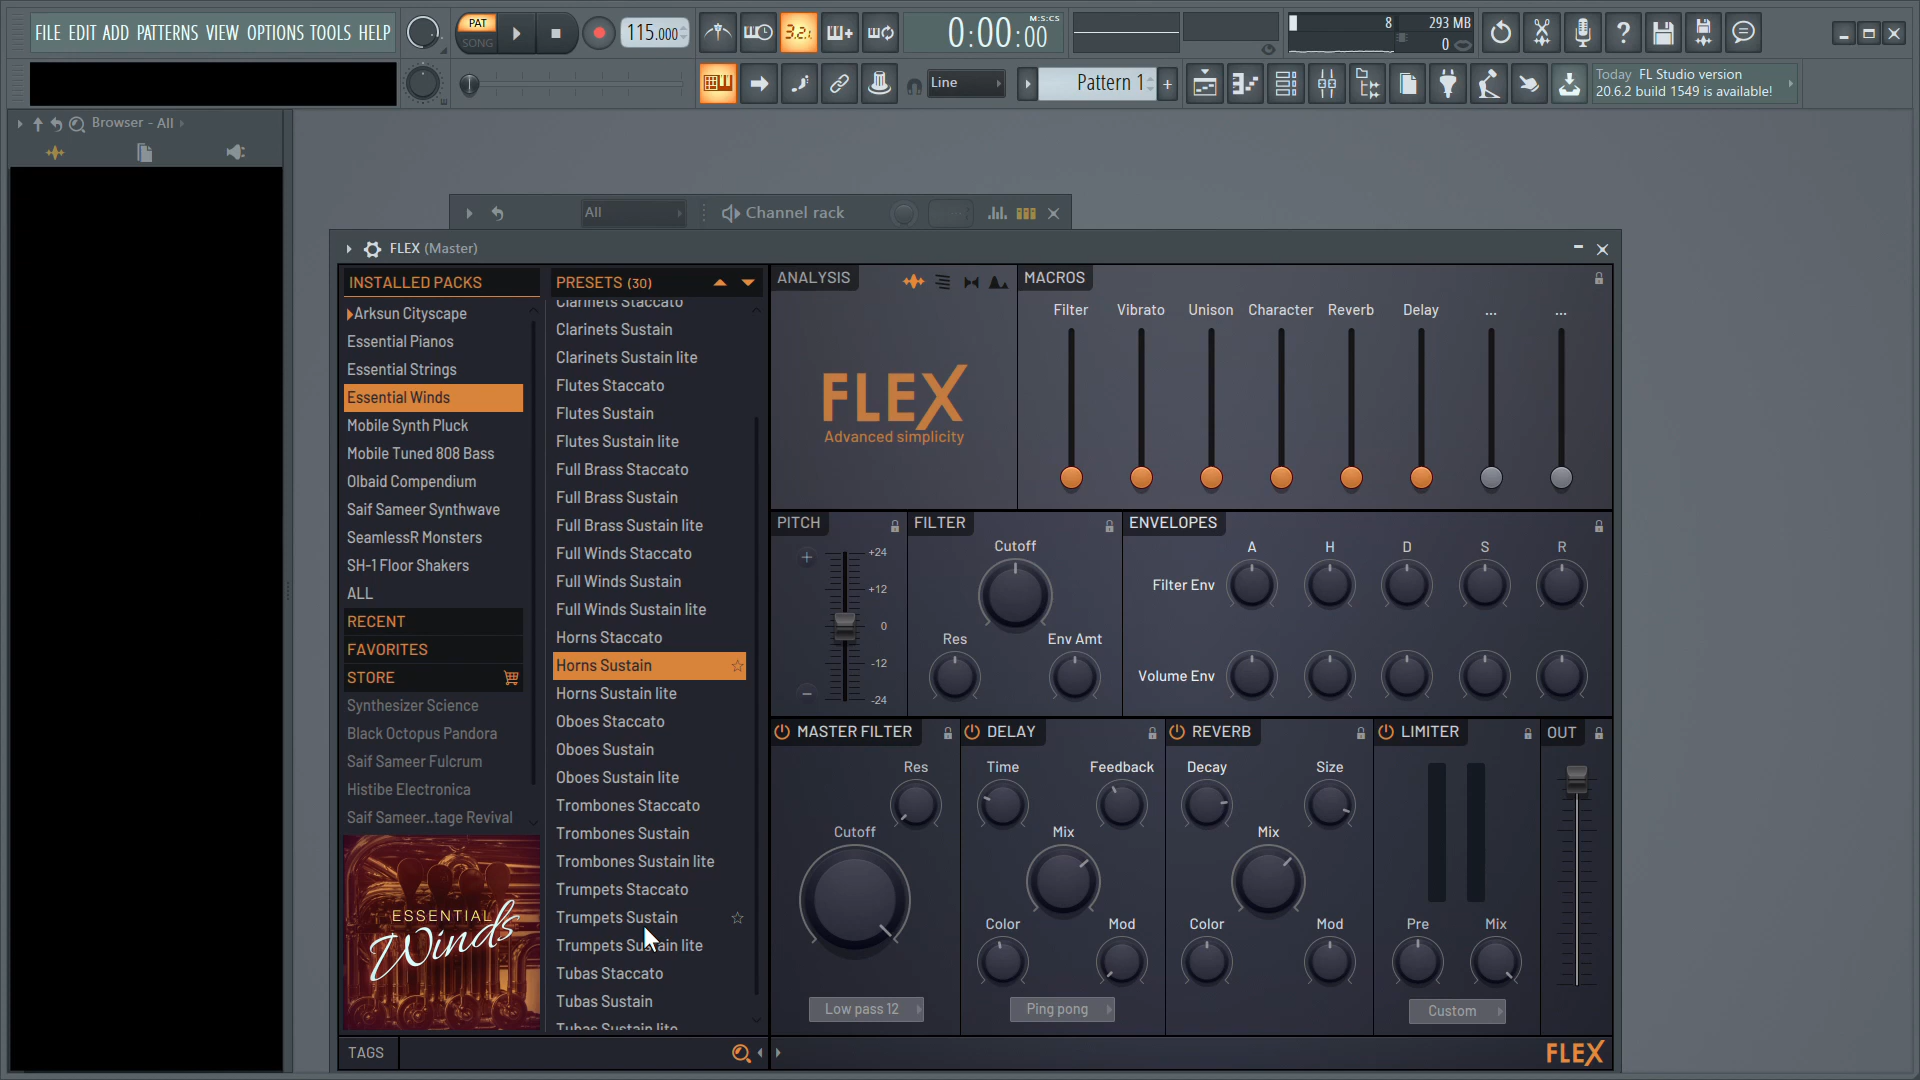 FILE EDIT ADD PATTERNS VIEW OPTIONS TOOLS HELP
PAT
SONG
115.000
3.2.1
0:00:00
M:S:CS
8
293 MB
0
Line
Pattern 1
+
Today FL Studio version
20.6.2 build 1549 is available!
Browser - All
All
Channel rack
FLEX (Master)
INSTALLED PACKS
Arksun Cityscape
Essential Pianos
Essential Strings
Essential Winds
Mobile Synth Pluck
Mobile Tuned 808 Bass
Olbaid Compendium
Saif Sameer Synthwave
SeamlessR Monsters
SH-1 Floor Shakers
ALL
RECENT
FAVORITES
STORE
Synthesizer Science
Black Octopus Pandora
Saif Sameer Fulcrum
Histibe Electronica
Saif Sameer..tage Revival
ESSENTIAL
Winds
TAGS
PRESETS (30)
Clarinets Staccato
Clarinets Sustain
Clarinets Sustain lite
Flutes Staccato
Flutes Sustain
Flutes Sustain lite
Full Brass Staccato
Full Brass Sustain
Full Brass Sustain lite
Full Winds Staccato
Full Winds Sustain
Full Winds Sustain lite
Horns Staccato
Horns Sustain
Horns Sustain lite
Oboes Staccato
Oboes Sustain
Oboes Sustain lite
Trombones Staccato
Trombones Sustain
Trombones Sustain lite
Trumpets Staccato
Trumpets Sustain
Trumpets Sustain lite
Tubas Staccato
Tubas Sustain
Tubas Sustain lite
ANALYSIS
FLEX
Advanced simplicity
MACROS
Filter Vibrato Unison Character Reverb Delay ... ...
PITCH
+24
+12
0
-12
-24
FILTER
Cutoff
Res
Env Amt
ENVELOPES
A H D S R
Filter Env
Volume Env
MASTER FILTER
Res
Cutoff
Low pass 12
DELAY
Time
Feedback
Mix
Color
Mod
Ping pong
REVERB
Decay
Size
Mix
Color
Mod
LIMITER
Pre
Mix
Custom
OUT
FLEX